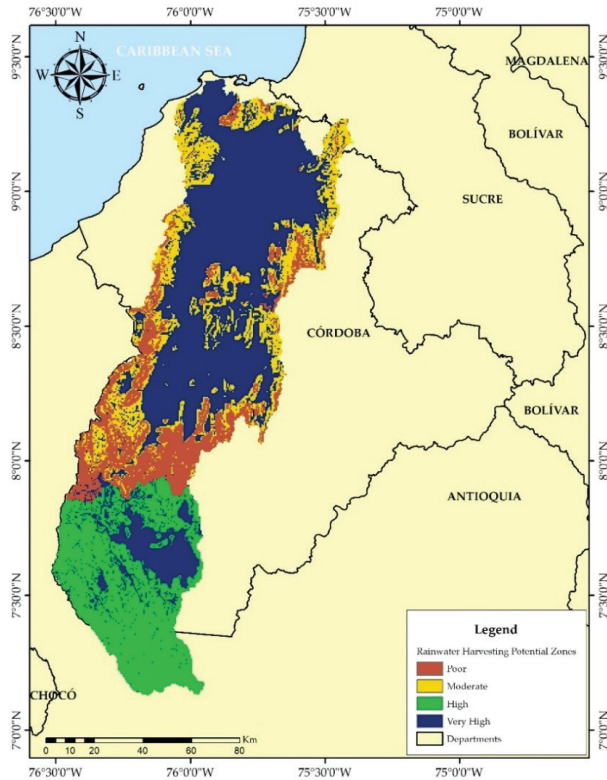 76°30'0"W 76°0'0"W 75°30'0"W 75°0'0"W
9°30'0"N 9°30'0"N
CARIBBEAN SEA
N
W E
S
MAGDALENA
BOLÍVAR
9°0'0"N 9°0'0"N
SUCRE
8°30'0"N 8°30'0"N
CÓRDOBA
BOLÍVAR
8°0'0"N 8°0'0"N
ANTIOQUIA
7°30'0"N 7°30'0"N
Legend
Rainwater Harvesting Potential Zones
Poor
Moderate
High
Very High
Departments
CHOCÓ
7°0'0"N 7°0'0"N
0 10 20 40 60 80 Km
76°30'0"W 76°0'0"W 75°30'0"W 75°0'0"W